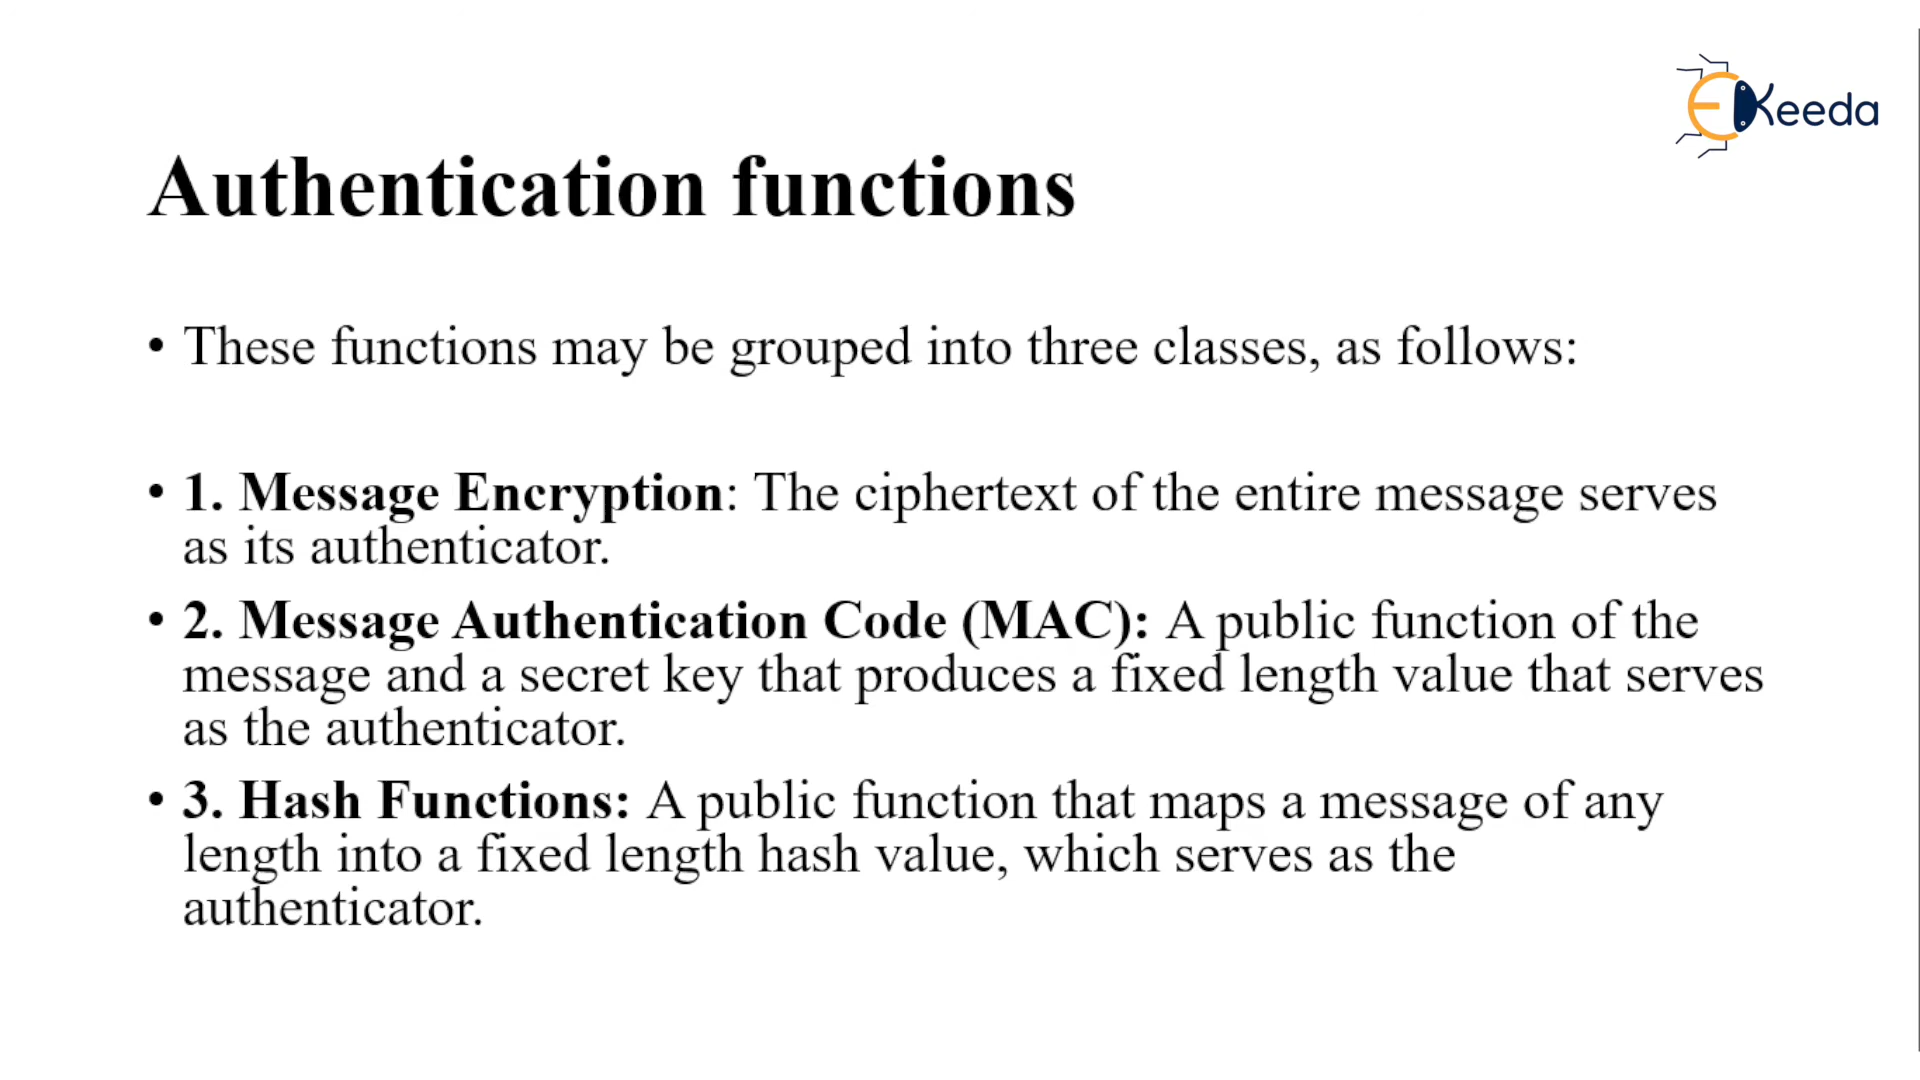 EKeeda
Authentication functions
• These functions may be grouped into three classes, as follows:
• 1. Message Encryption: The ciphertext of the entire message serves
as its authenticator.
• 2. Message Authentication Code (MAC): A public function of the
message and a secret key that produces a fixed length value that serves
as the authenticator.
• 3. Hash Functions: A public function that maps a message of any
length into a fixed length hash value, which serves as the
authenticator.